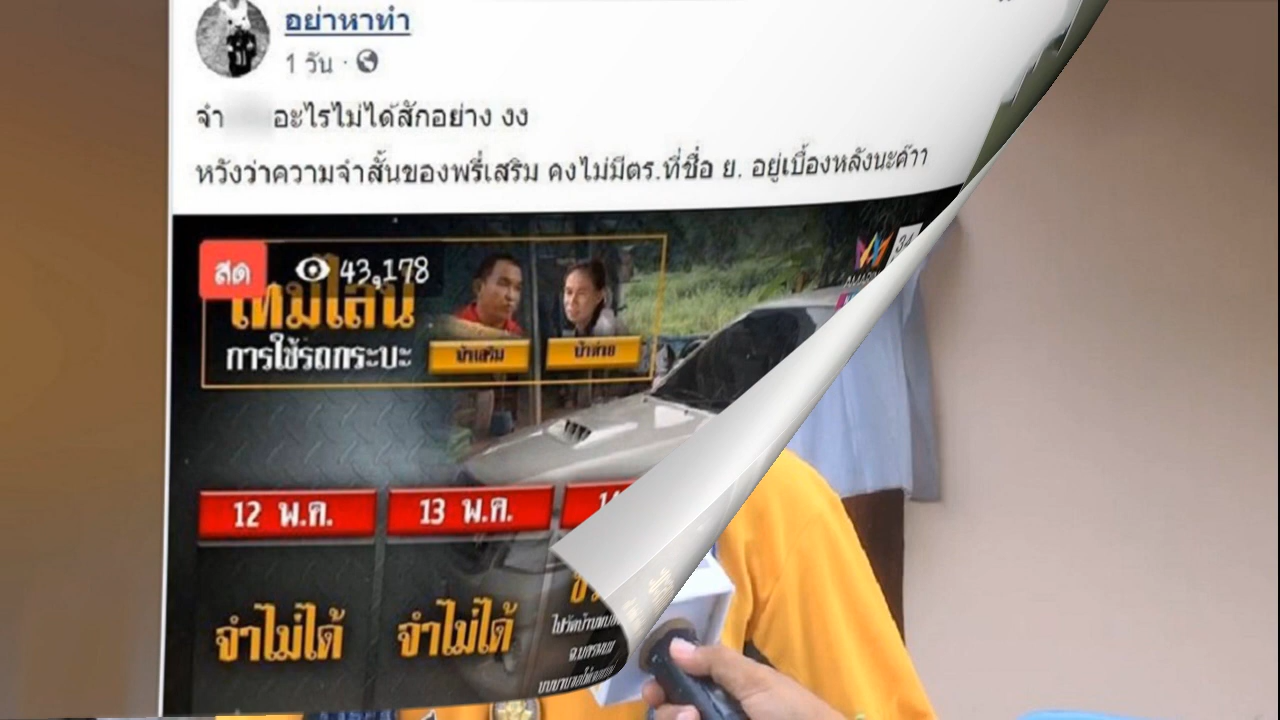 อย่าหาทำ
1 วัน ·
จำ อะไรไม่ได้สักอย่าง งง
หวังว่าความจำสั้นของพรี่เสริม คงไม่มีตร.ที่ชื่อ ย. อยู่เบื้องหลังนะค้าา
สด 43,178
34
ไทม์ไลน์
การใช้รถกระบะ
น้าเสริม น้าต่าย
12 พ.ค. 13 พ.ค.
จำไม่ได้ จำไม่ได้